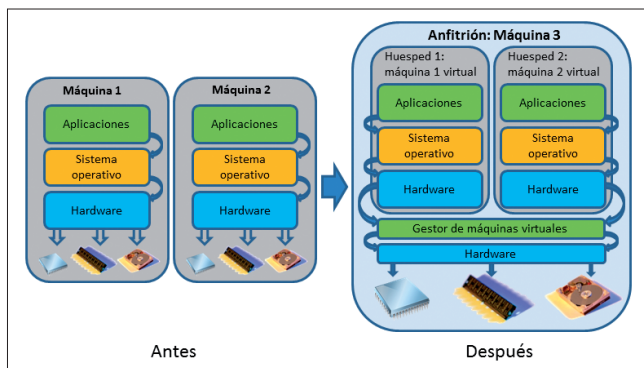 Máquina 1
Aplicaciones
Sistema
operativo
Hardware
Máquina 2
Aplicaciones
Sistema
operativo
Hardware
Antes
Anfitrión: Máquina 3
Huesped 1:
máquina 1 virtual
Aplicaciones
Sistema
operativo
Hardware
Huesped 2:
máquina 2 virtual
Aplicaciones
Sistema
operativo
Hardware
Gestor de máquinas virtuales
Hardware
Después